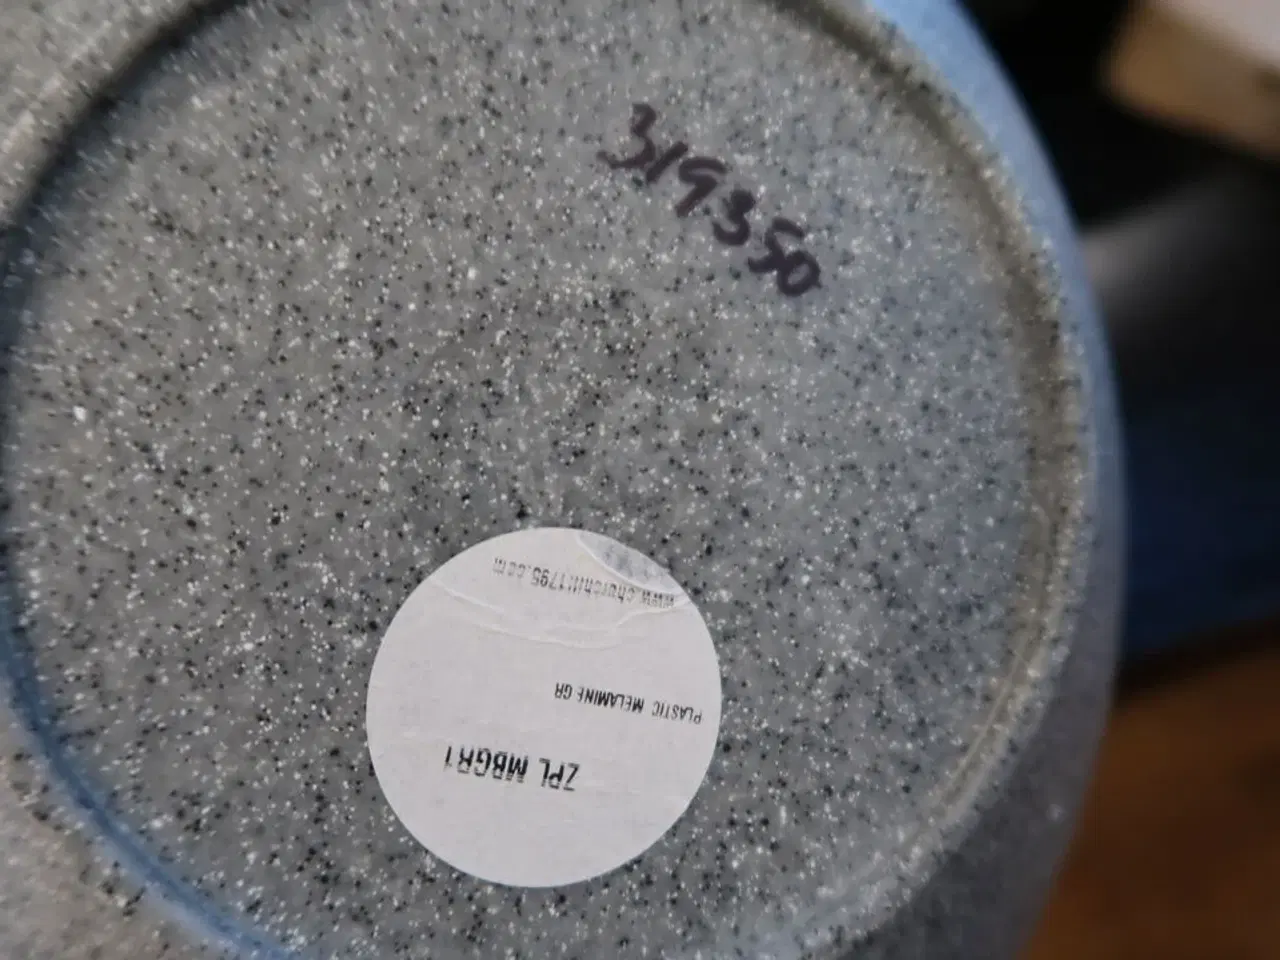 319350
ZPL MBGR1
PLASTIC MELAMINE GR
www.churchill1795.com